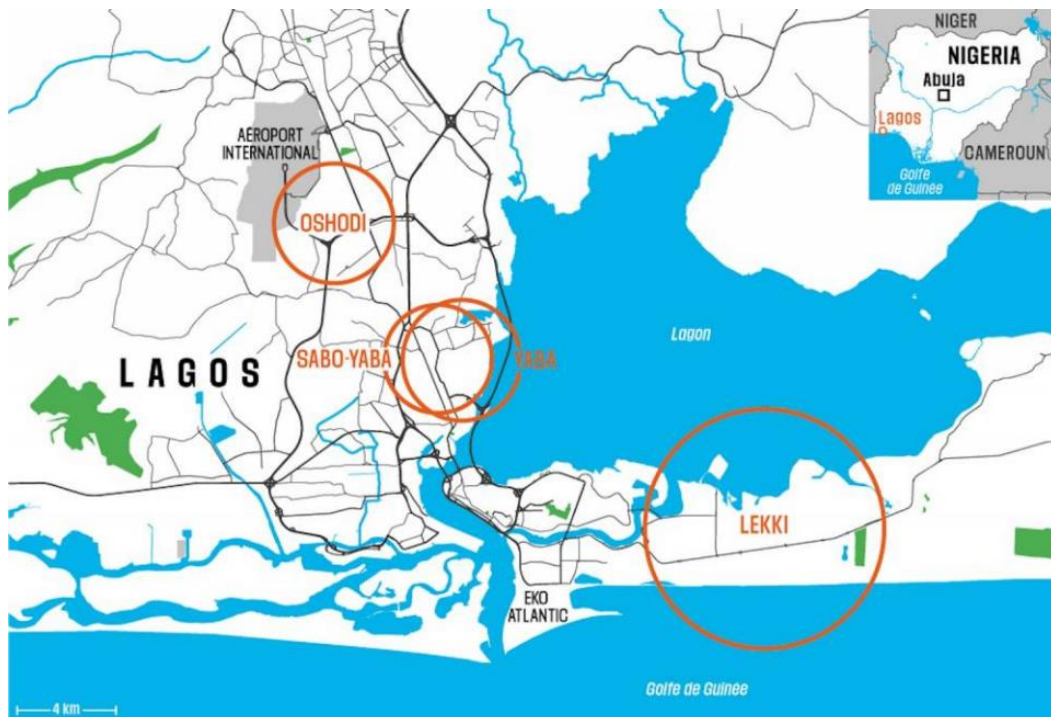 NIGER
NIGERIA
Abuja
Lagos
CAMEROUN
Golfe
de Guinée
AÉROPORT
INTERNATIONAL
OSHODI
SABO-YABA
YABA
LAGOS
Lagon
LEKKI
EKO
ATLANTIC
Golfe de Guinée
4 km